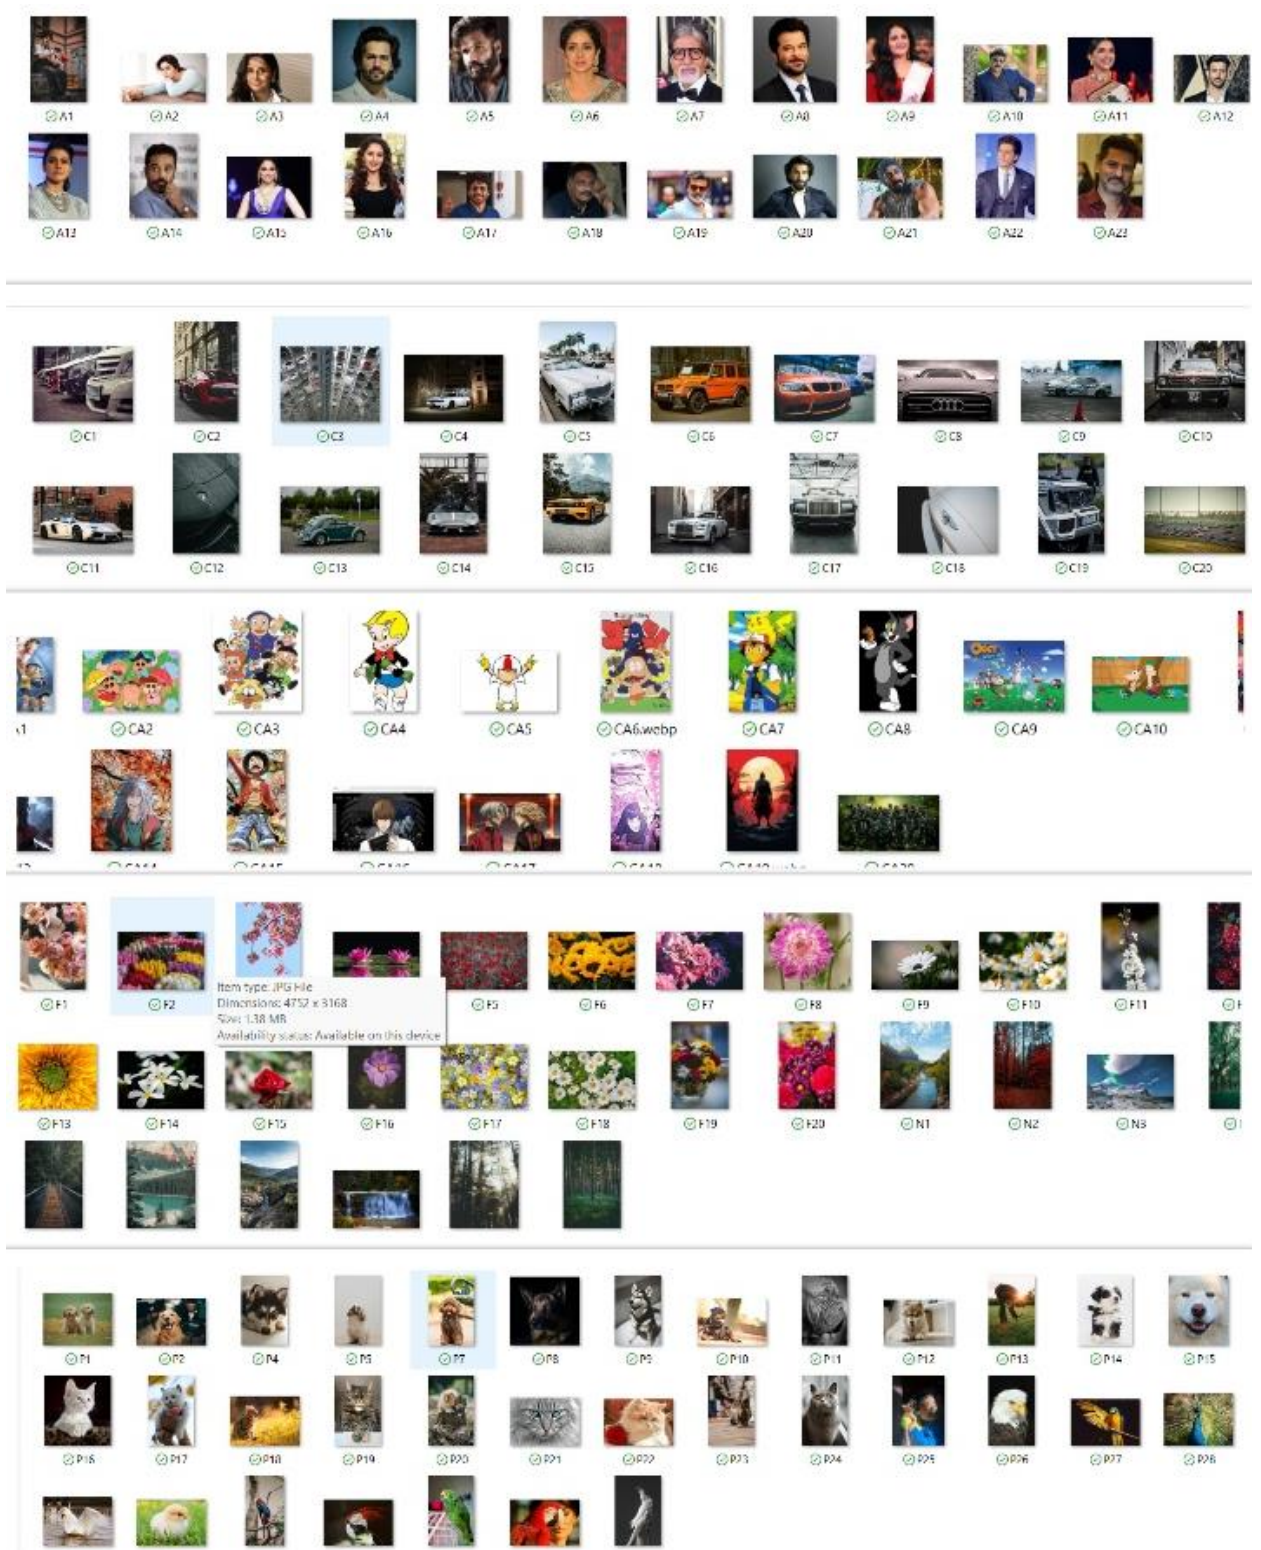 A1 A2 A3 A4 A5 A6 A7 A8 A9 A10 A11 A12
A13 A14 A15 A16 A17 A18 A19 A20 A21 A22 A23
C1 C2 C3 C4 C5 C6 C7 C8 C9 C10
C11 C12 C13 C14 C15 C16 C17 C18 C19 C20
CA2 CA3 CA4 CA5 CA6.webp CA7 CA8 CA9 CA10
F1 F2 F5 F6 F7 F8 F9 F10 F11
Item type: JPG File
Dimensions: 4752 x 3168
Size: 1.38 MB
Availability status: Available on this device
F13 F14 F15 F16 F17 F18 F19 F20 N1 N2 N3
P1 P2 P4 P5 P7 P8 P9 P10 P11 P12 P13 P14 P15
P16 P17 P18 P19 P20 P21 P22 P23 P24 P25 P26 P27 P28